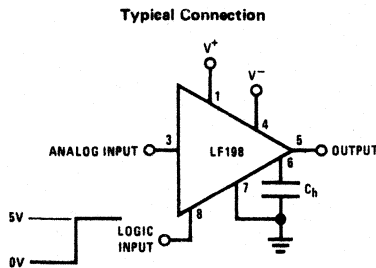 Typical Connection
V+
V−
1
4
ANALOG INPUT
3
LF198
5
OUTPUT
6
7
Ch
8
5V
LOGIC
INPUT
0V